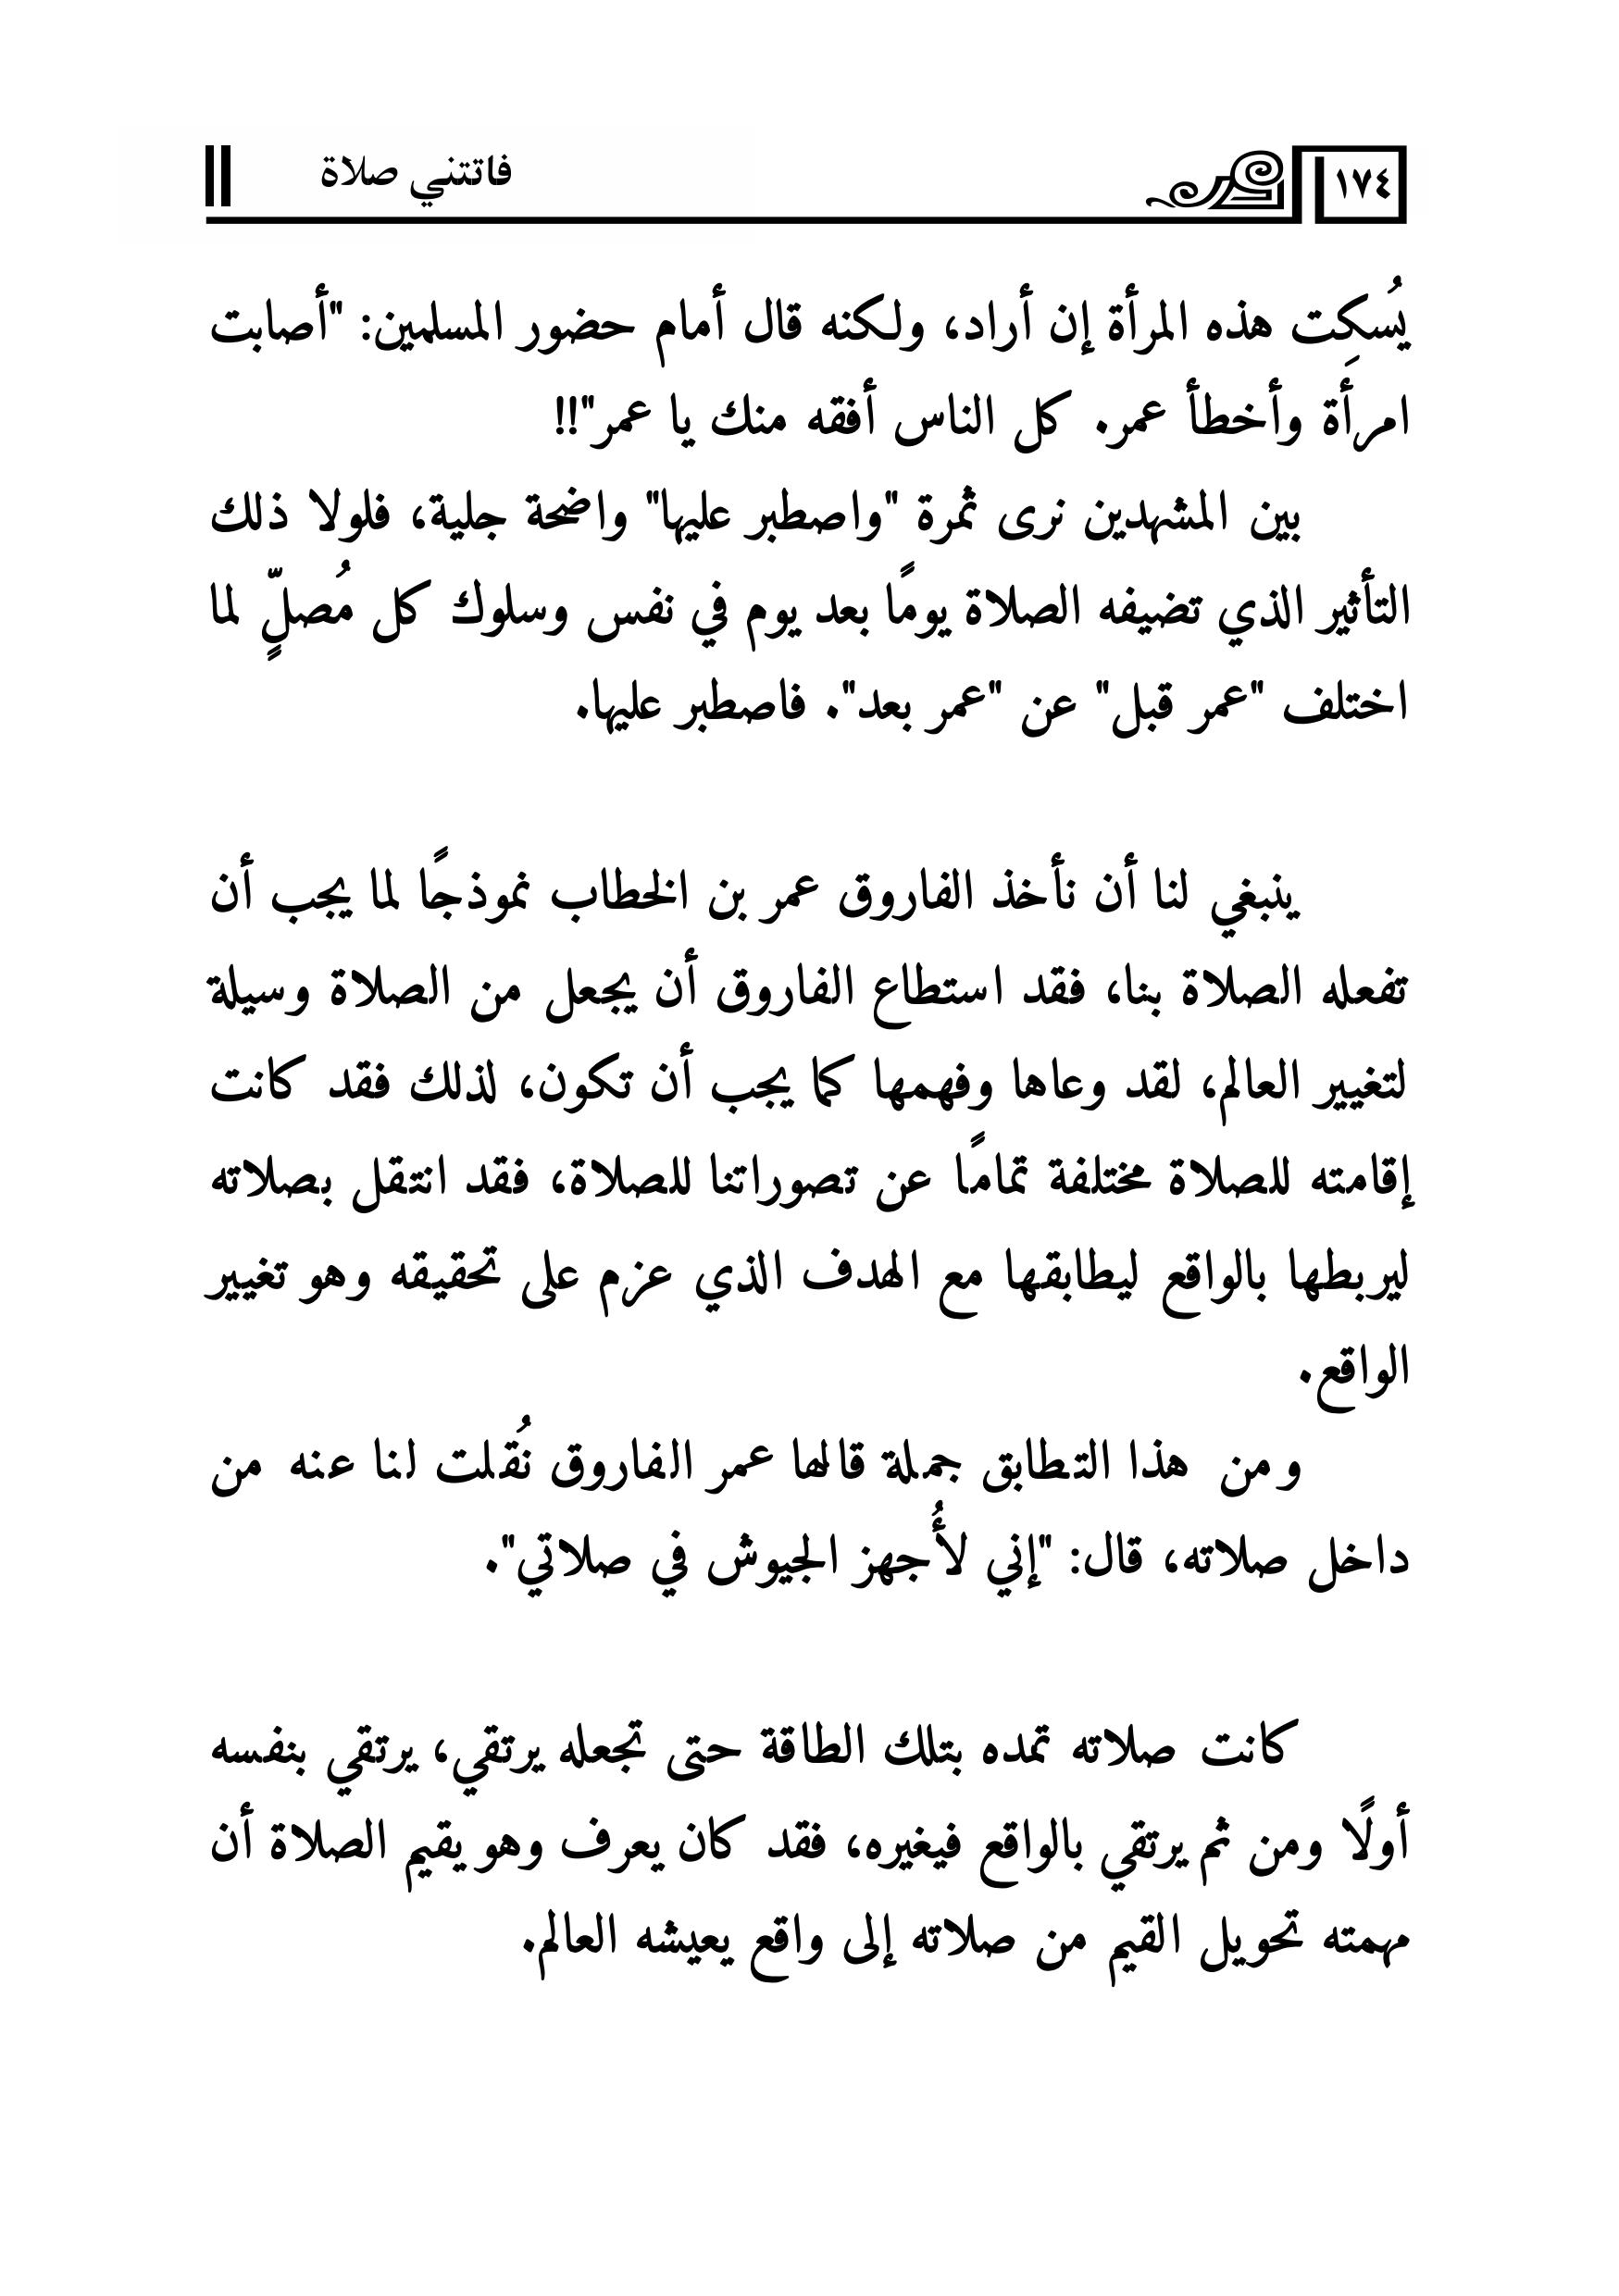 ١٧٤
فاتتني صلاة
يُسكِت هذه المرأة إن أراد، ولكنه قال أمام حضور المسلمين: "أصابت
امرأة وأخطأ عمر. كل الناس أفقه منك يا عمر"!!
بين المشهدين نرى ثمرة "واصطبر عليها" واضحة جلية، فلولا ذلك
التأثير الذي تضيفه الصلاة يومًا بعد يوم في نفس وسلوك كل مُصلٍّ لما
اختلف "عمر قبل" عن "عمر بعد". فاصطبر عليها.
ينبغي لنا أن نأخذ الفاروق عمر بن الخطاب نموذجًا لما يجب أن
تفعله الصلاة بنا، فقد استطاع الفاروق أن يجعل من الصلاة وسيلة
لتغيير العالم، لقد وعاها وفهمها كما يجب أن تكون، لذلك فقد كانت
إقامته للصلاة مختلفة تمامًا عن تصوراتنا للصلاة، فقد انتقل بصلاته
ليربطها بالواقع ليطابقها مع الهدف الذي عزم على تحقيقه وهو تغيير
الواقع.
ومن هذا التطابق جملة قالها عمر الفاروق نُقلت لنا عنه من
داخل صلاته، قال: "إني لأُجهز الجيوش في صلاتي".
كانت صلاته تمده بتلك الطاقة حتى تجعله يرتقي، يرتقي بنفسه
أولًا ومن ثم يرتقي بالواقع فيغيره، فقد كان يعرف وهو يقيم الصلاة أن
مهمته تحويل القيم من صلاته إلى واقع يعيشه العالم.